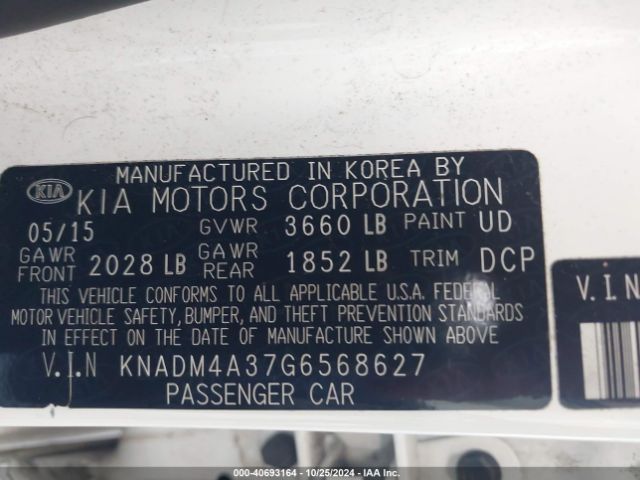 MANUFACTURED IN KOREA BY
KIA KIA MOTORS CORPORATION
05/15 GVWR 3660 LB PAINT UD
GAWR FRONT 2028 LB GAWR REAR 1852 LB TRIM DCP
THIS VEHICLE CONFORMS TO ALL APPLICABLE U.S.A. FEDERAL
MOTOR VEHICLE SAFETY, BUMPER, AND THEFT PREVENTION STANDARDS
IN EFFECT ON THE DATE OF MANUFACTURE SHOWN ABOVE
V.I.N KNADM4A37G6568627
PASSENGER CAR
V.I.N
000-40693164 - 10/25/2024 - IAA Inc.